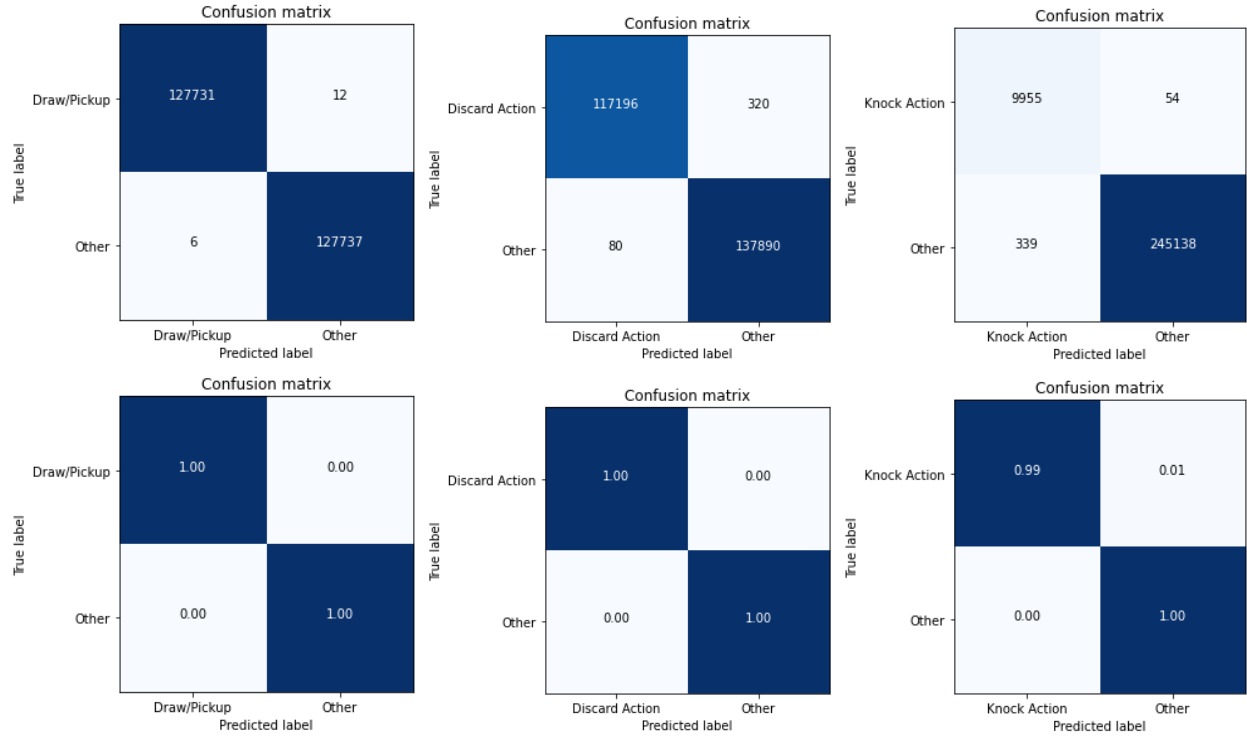 Confusion matrix
True label
Draw/Pickup
127731
12
Other
6
127737
Draw/Pickup
Other
Predicted label
Confusion matrix
True label
Discard Action
117196
320
Other
80
137890
Discard Action
Other
Predicted label
Confusion matrix
True label
Knock Action
9955
54
Other
339
245138
Knock Action
Other
Predicted label
Confusion matrix
True label
Draw/Pickup
1.00
0.00
Other
0.00
1.00
Draw/Pickup
Other
Predicted label
Confusion matrix
True label
Discard Action
1.00
0.00
Other
0.00
1.00
Discard Action
Other
Predicted label
Confusion matrix
True label
Knock Action
0.99
0.01
Other
0.00
1.00
Knock Action
Other
Predicted label